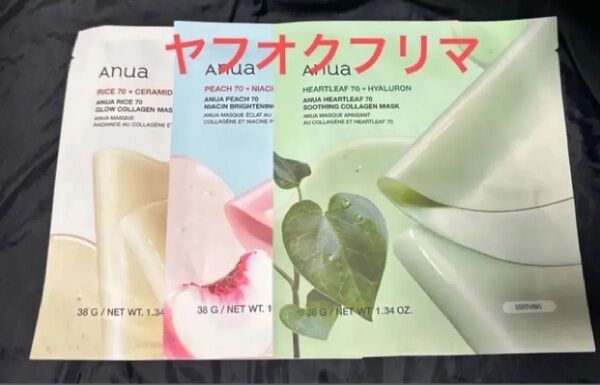 ヤフオクフリマ
Anua
RICE 70 + CERAMID
ANUA RICE 70
GLOW COLLAGEN MAS
ANUA MASQUE
RADIANCE AU COLLAGÈNE ET
38 G / NET WT. 1.34
Anua
PEACH 70 + NIACI
ANUA PEACH 70
NIACIN BRIGHTENING
ANUA MASQUE ÉCLAT AU
COLLAGÈNE ET NIACINE P
38 G / NET WT. 1
Anua
HEARTLEAF 70 + HYALURON
ANUA HEARTLEAF 70
SOOTHING COLLAGEN MASK
ANUA MASQUE APAISANT
AU COLLAGÈNE ET HEARTLEAF 70
38 G / NET WT. 1.34 OZ.
SOOTHING